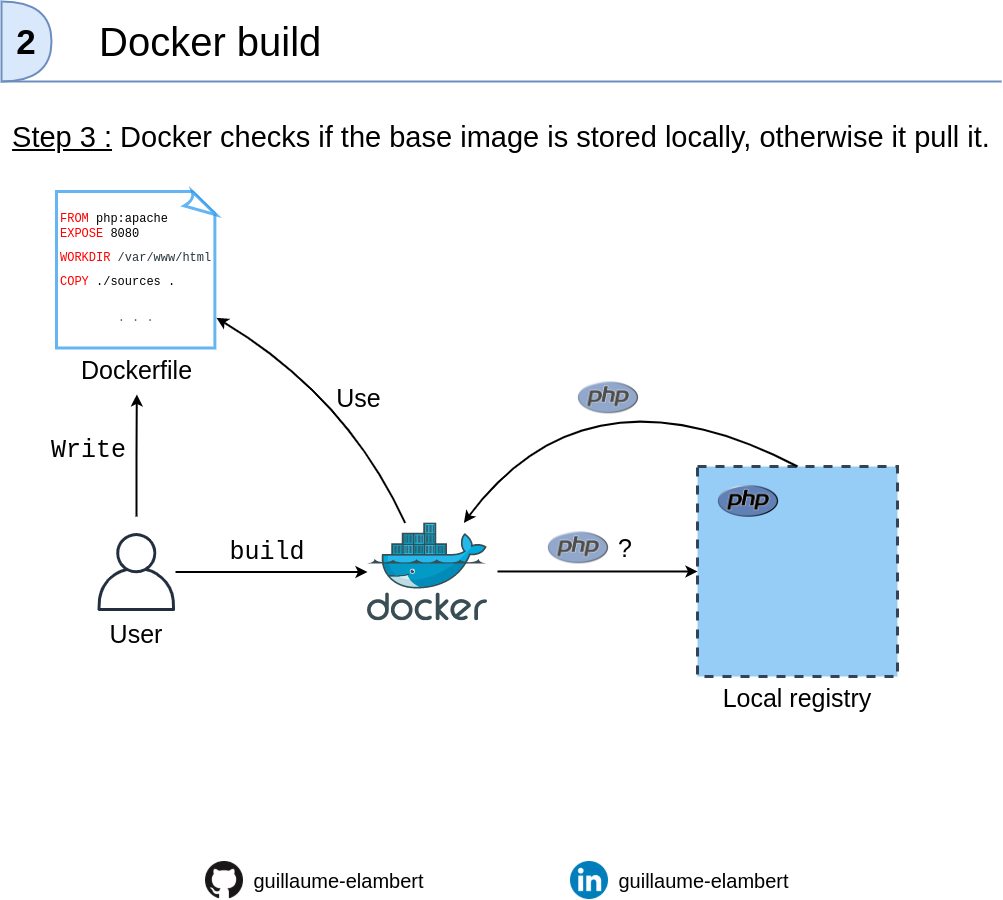 2
Docker build
Step 3 : Docker checks if the base image is stored locally, otherwise it pull it.
FROM php:apache
EXPOSE 8080
WORKDIR /var/www/html
COPY ./sources .
. . .
Dockerfile
Use
php
Write
php
build
php ?
docker
User
Local registry
guillaume-elambert
in guillaume-elambert